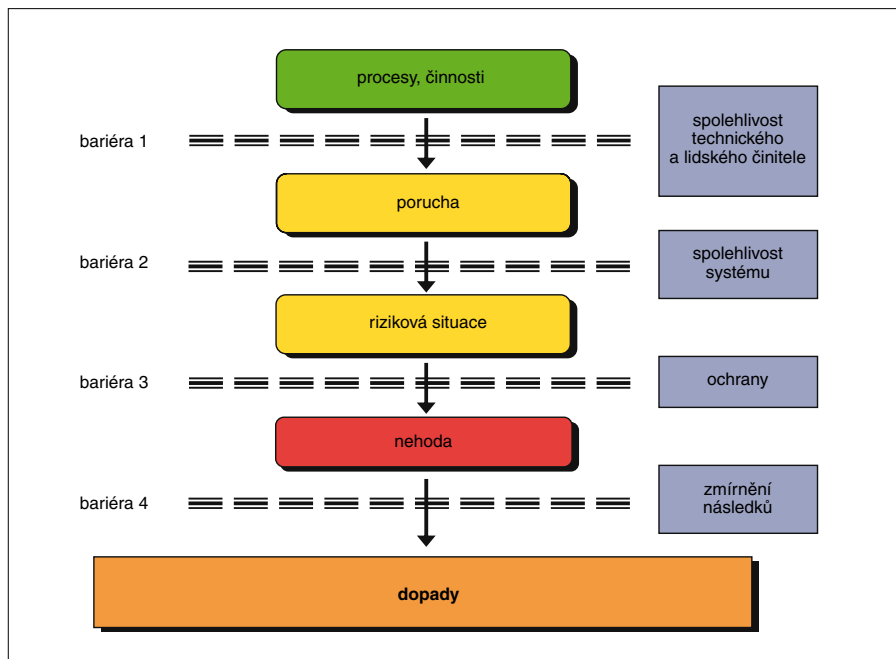 procesy, činnosti
bariéra 1
spolehlivost
technického
a lidského činitele
porucha
bariéra 2
spolehlivost
systému
riziková situace
bariéra 3
ochrany
nehoda
bariéra 4
zmírnění
následků
dopady